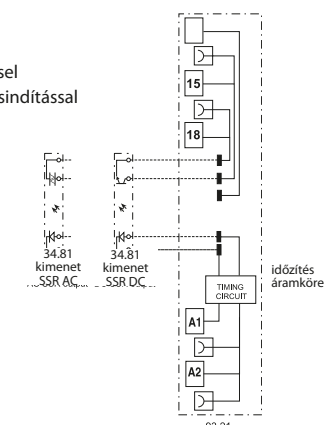 sel
sindítással
15
18
34.81
kimenet
SSR AC
34.81
kimenet
SSR DC
időzítés
áramköre
TIMING
CIRCUIT
A1
A2